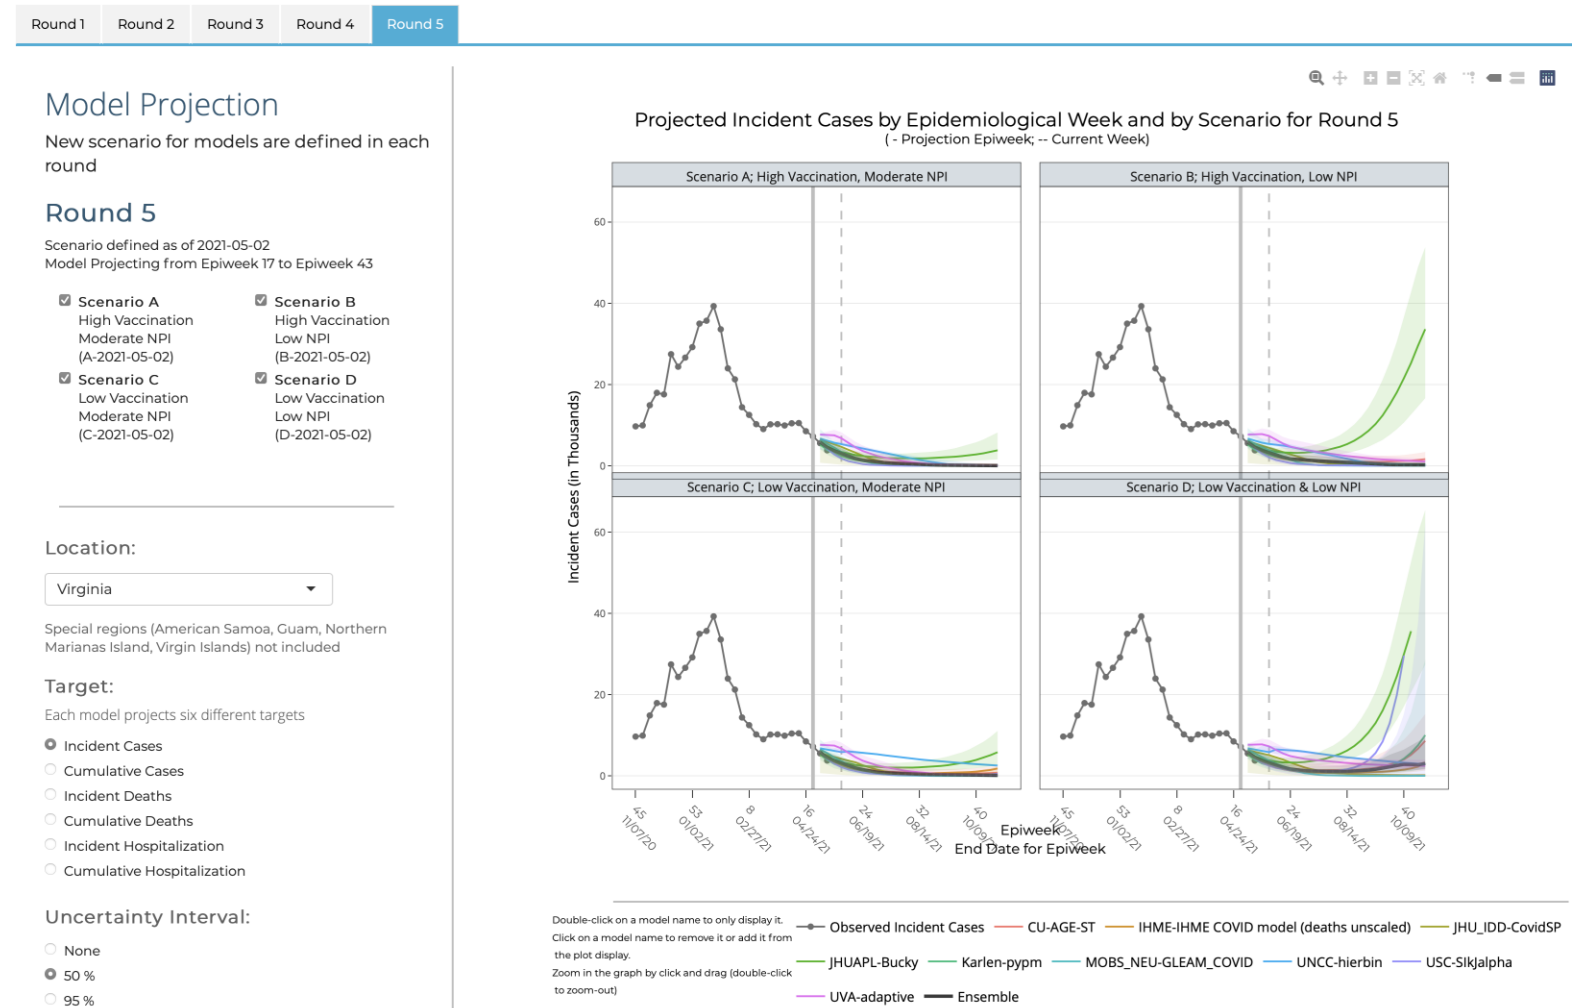 Round 1
Round 2
Round 3
Round 4
Round 5
Model Projection
New scenario for models are defined in each
round
Round 5
Scenario defined as of 2021-05-02
Model Projecting from Epiweek 17 to Epiweek 43
Scenario A
High Vaccination
Moderate NPI
(A-2021-05-02)
Scenario B
High Vaccination
Low NPI
(B-2021-05-02)
Scenario C
Low Vaccination
Moderate NPI
(C-2021-05-02)
Scenario D
Low Vaccination
Low NPI
(D-2021-05-02)
Location:
Virginia
Special regions (American Samoa, Guam, Northern
Marianas Island, Virgin Islands) not included
Target:
Each model projects six different targets
Incident Cases
Cumulative Cases
Incident Deaths
Cumulative Deaths
Incident Hospitalization
Cumulative Hospitalization
Uncertainty Interval:
None
50 %
95 %
Projected Incident Cases by Epidemiological Week and by Scenario for Round 5
( - Projection Epiweek; -- Current Week)
Scenario A; High Vaccination, Moderate NPI
Scenario B; High Vaccination, Low NPI
60
40
20
0
Incident Cases (in Thousands)
Scenario C; Low Vaccination, Moderate NPI
Scenario D; Low Vaccination & Low NPI
60
40
20
0
45
11/07/20
53
01/02/21
8
02/27/21
16
04/24/21
24
06/19/21
32
08/14/21
40
10/09/21
45
11/07/20
53
01/02/21
8
02/27/21
16
04/24/21
24
06/19/21
32
08/14/21
40
10/09/21
Epiweek
End Date for Epiweek
Double-click on a model name to only display it.
Click on a model name to remove it or add it from
the plot display.
Zoom in the graph by click and drag (double-click
to zoom-out)
Observed Incident Cases
CU-AGE-ST
IHME-IHME COVID model (deaths unscaled)
JHU_IDD-CovidSP
JHUAPL-Bucky
Karlen-pypm
MOBS_NEU-GLEAM_COVID
UNCC-hierbin
USC-SIkJalpha
UVA-adaptive
Ensemble